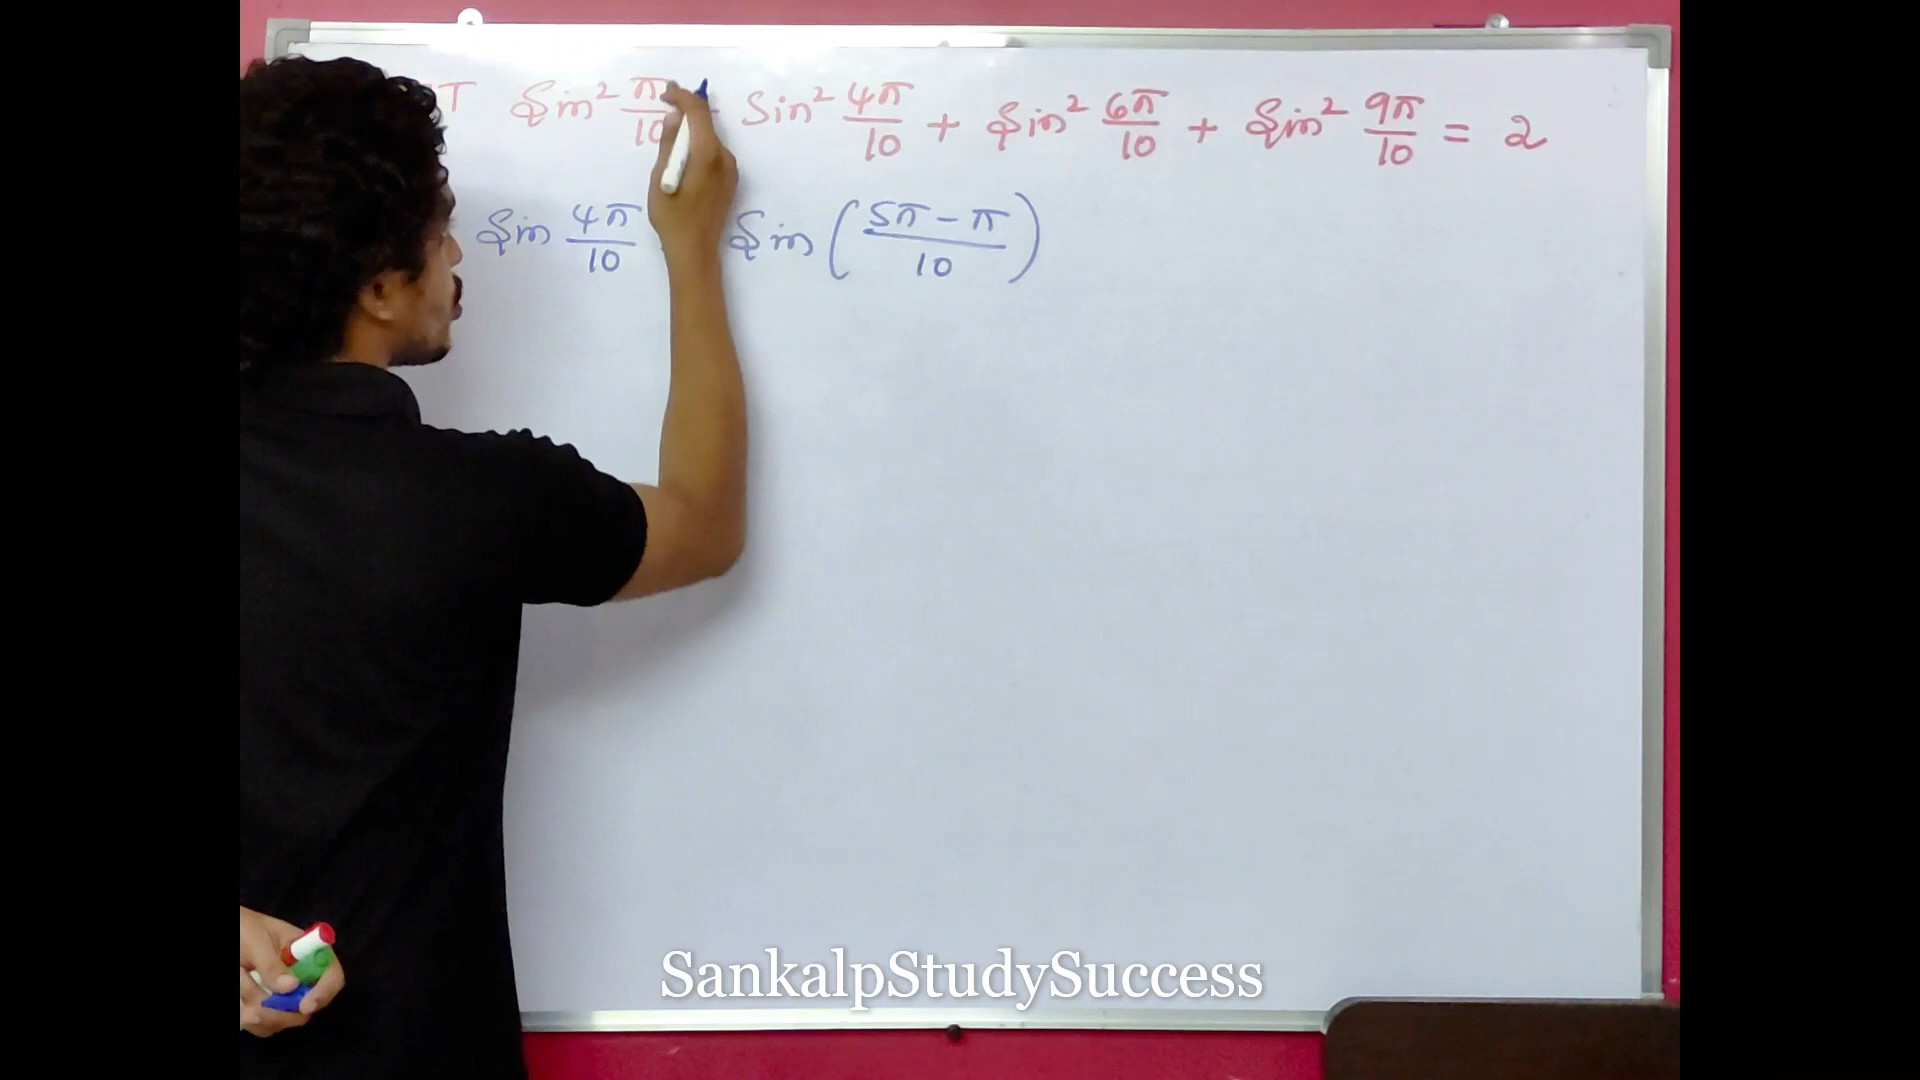 T sin² π/10 + sin² 4π/10 + sin² 6π/10 + sin² 9π/10 = 2
sin 4π/10 sin (5π - π / 10)
SankalpStudySuccess